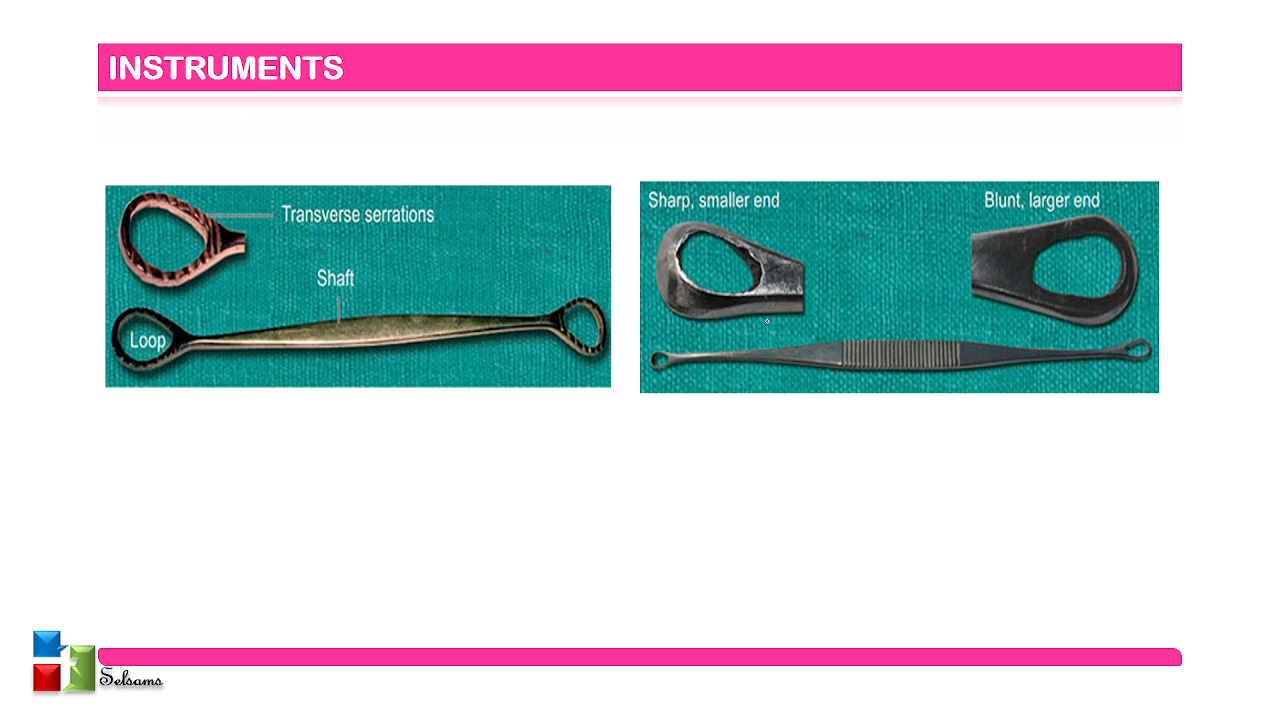 INSTRUMENTS
Transverse serrations
Shaft
Loop
Sharp, smaller end
Blunt, larger end
Selsams